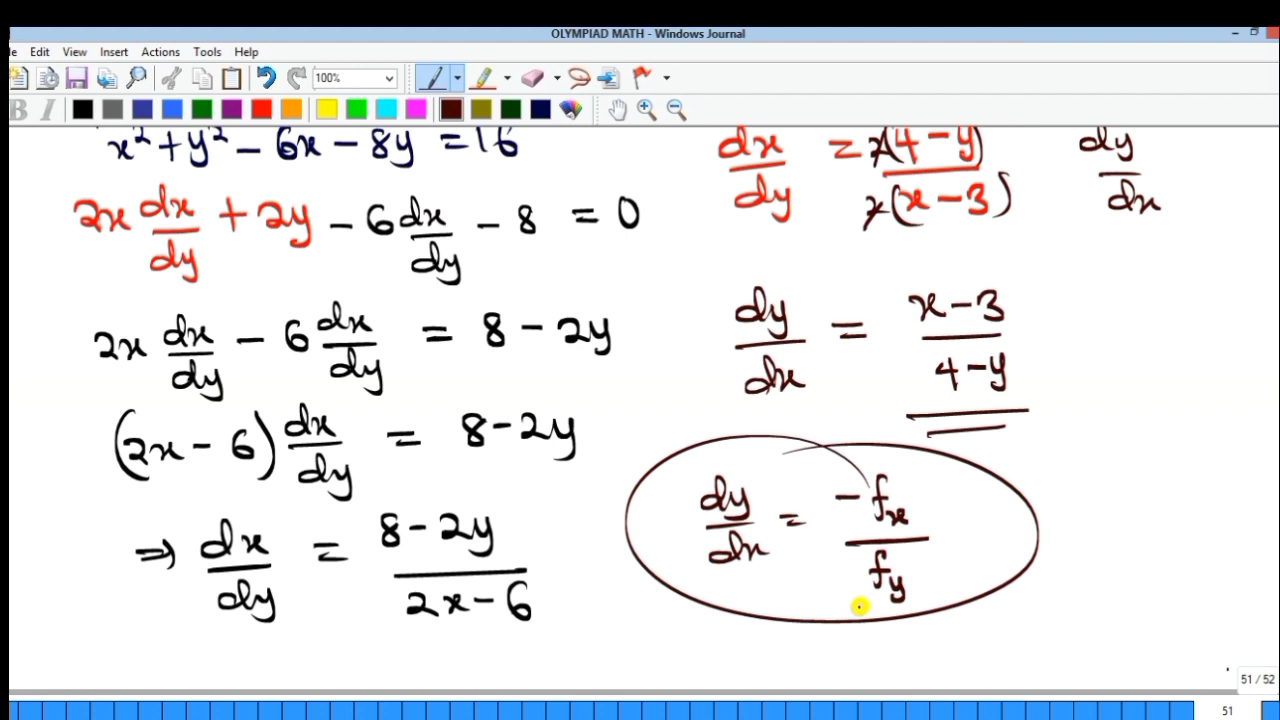 OLYMPIAD MATH - Windows Journal
Edit View Insert Actions Tools Help
100%
B I
x² + y² - 6x - 8y = 16
2x dx/dy + 2y - 6 dx/dy - 8 = 0
2x dx/dy - 6 dx/dy = 8 - 2y
(2x - 6) dx/dy = 8 - 2y
⇒ dx/dy = 8 - 2y / 2x - 6
dx/dy = 2(4 - y) / 2(x - 3)
dy/dx
dy/dx = x - 3 / 4 - y
dy/dx = - fx / fy
51 / 52
51